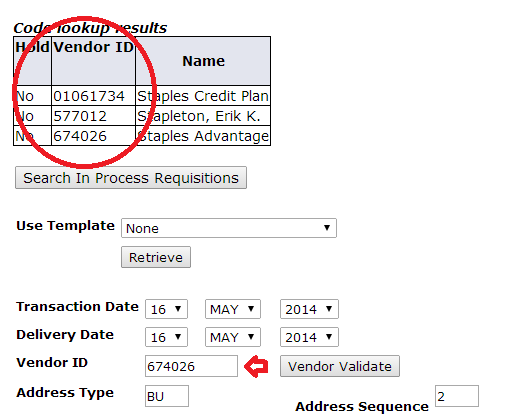 Code lookup results
Hold Vendor ID Name
No 01061734 Staples Credit Plan
No 577012 Stapleton, Erik K.
No 674026 Staples Advantage
Search In Process Requisitions
Use Template None
Retrieve
Transaction Date 16 MAY 2014
Delivery Date 16 MAY 2014
Vendor ID 674026 Vendor Validate
Address Type BU Address Sequence 2